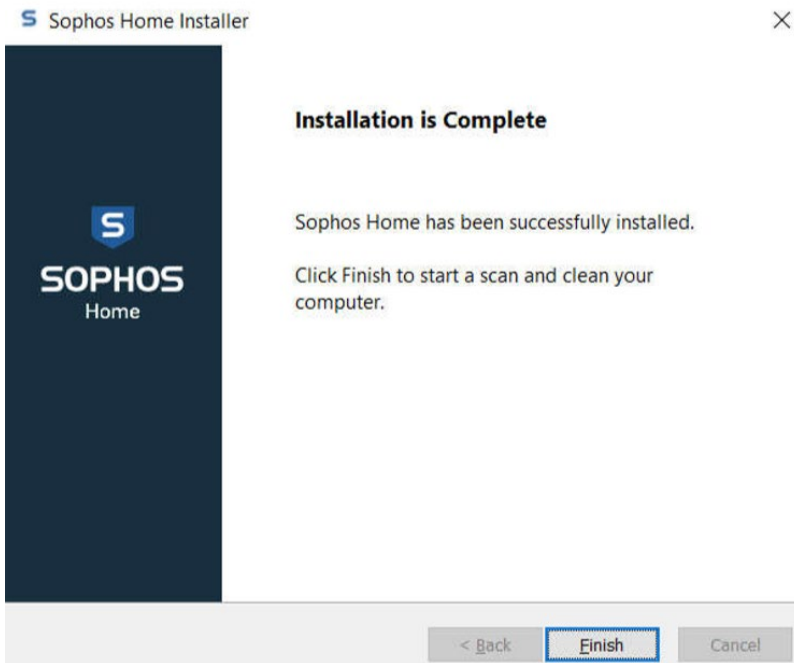 S Sophos Home Installer
Installation is Complete
Sophos Home has been successfully installed.
Click Finish to start a scan and clean your
computer.
S
SOPHOS
Home
< Back
Finish
Cancel